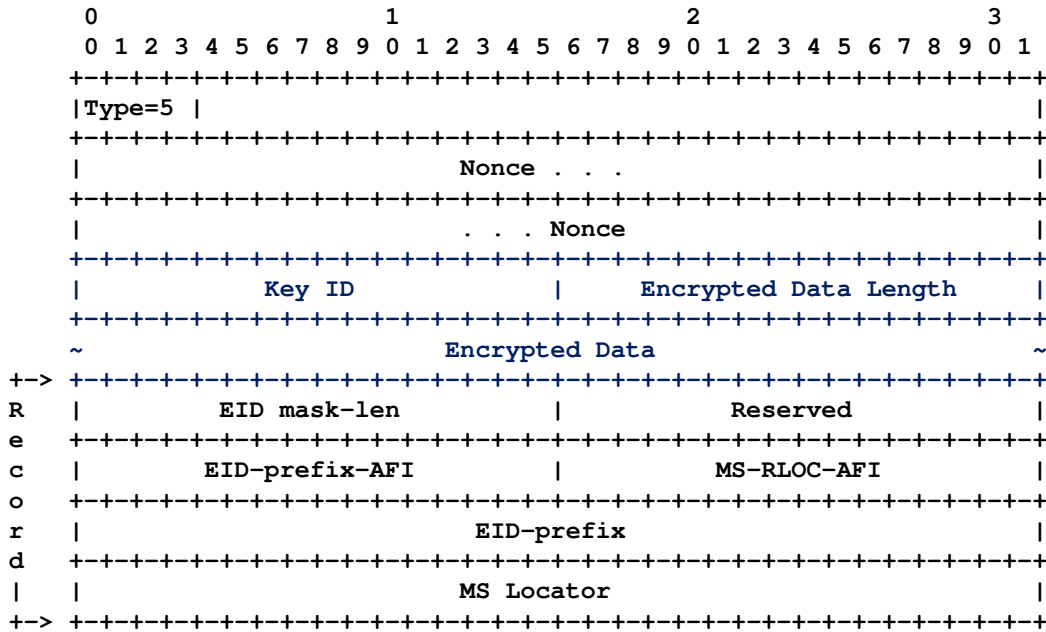 0                   1                   2                   3
        0 1 2 3 4 5 6 7 8 9 0 1 2 3 4 5 6 7 8 9 0 1 2 3 4 5 6 7 8 9 0 1
       +-+-+-+-+-+-+-+-+-+-+-+-+-+-+-+-+-+-+-+-+-+-+-+-+-+-+-+-+-+-+-+-+
       |Type=5 |                                                       |
       +-+-+-+-+-+-+-+-+-+-+-+-+-+-+-+-+-+-+-+-+-+-+-+-+-+-+-+-+-+-+-+-+
       |                         Nonce . . .                           |
       +-+-+-+-+-+-+-+-+-+-+-+-+-+-+-+-+-+-+-+-+-+-+-+-+-+-+-+-+-+-+-+-+
       |                         . . . Nonce                           |
       +-+-+-+-+-+-+-+-+-+-+-+-+-+-+-+-+-+-+-+-+-+-+-+-+-+-+-+-+-+-+-+-+
       |            Key ID             |     Encrypted Data Length     |
       +-+-+-+-+-+-+-+-+-+-+-+-+-+-+-+-+-+-+-+-+-+-+-+-+-+-+-+-+-+-+-+-+
       ~                        Encrypted Data                         ~
   +-> +-+-+-+-+-+-+-+-+-+-+-+-+-+-+-+-+-+-+-+-+-+-+-+-+-+-+-+-+-+-+-+-+
   R   |         EID mask-len          |           Reserved            |
   e   +-+-+-+-+-+-+-+-+-+-+-+-+-+-+-+-+-+-+-+-+-+-+-+-+-+-+-+-+-+-+-+-+
   c   |        EID-prefix-AFI         |          MS-RLOC-AFI          |
   o   +-+-+-+-+-+-+-+-+-+-+-+-+-+-+-+-+-+-+-+-+-+-+-+-+-+-+-+-+-+-+-+-+
   r   |                          EID-prefix                           |
   d   +-+-+-+-+-+-+-+-+-+-+-+-+-+-+-+-+-+-+-+-+-+-+-+-+-+-+-+-+-+-+-+-+
   |   |                         MS Locator                            |
   +-> +-+-+-+-+-+-+-+-+-+-+-+-+-+-+-+-+-+-+-+-+-+-+-+-+-+-+-+-+-+-+-+-+